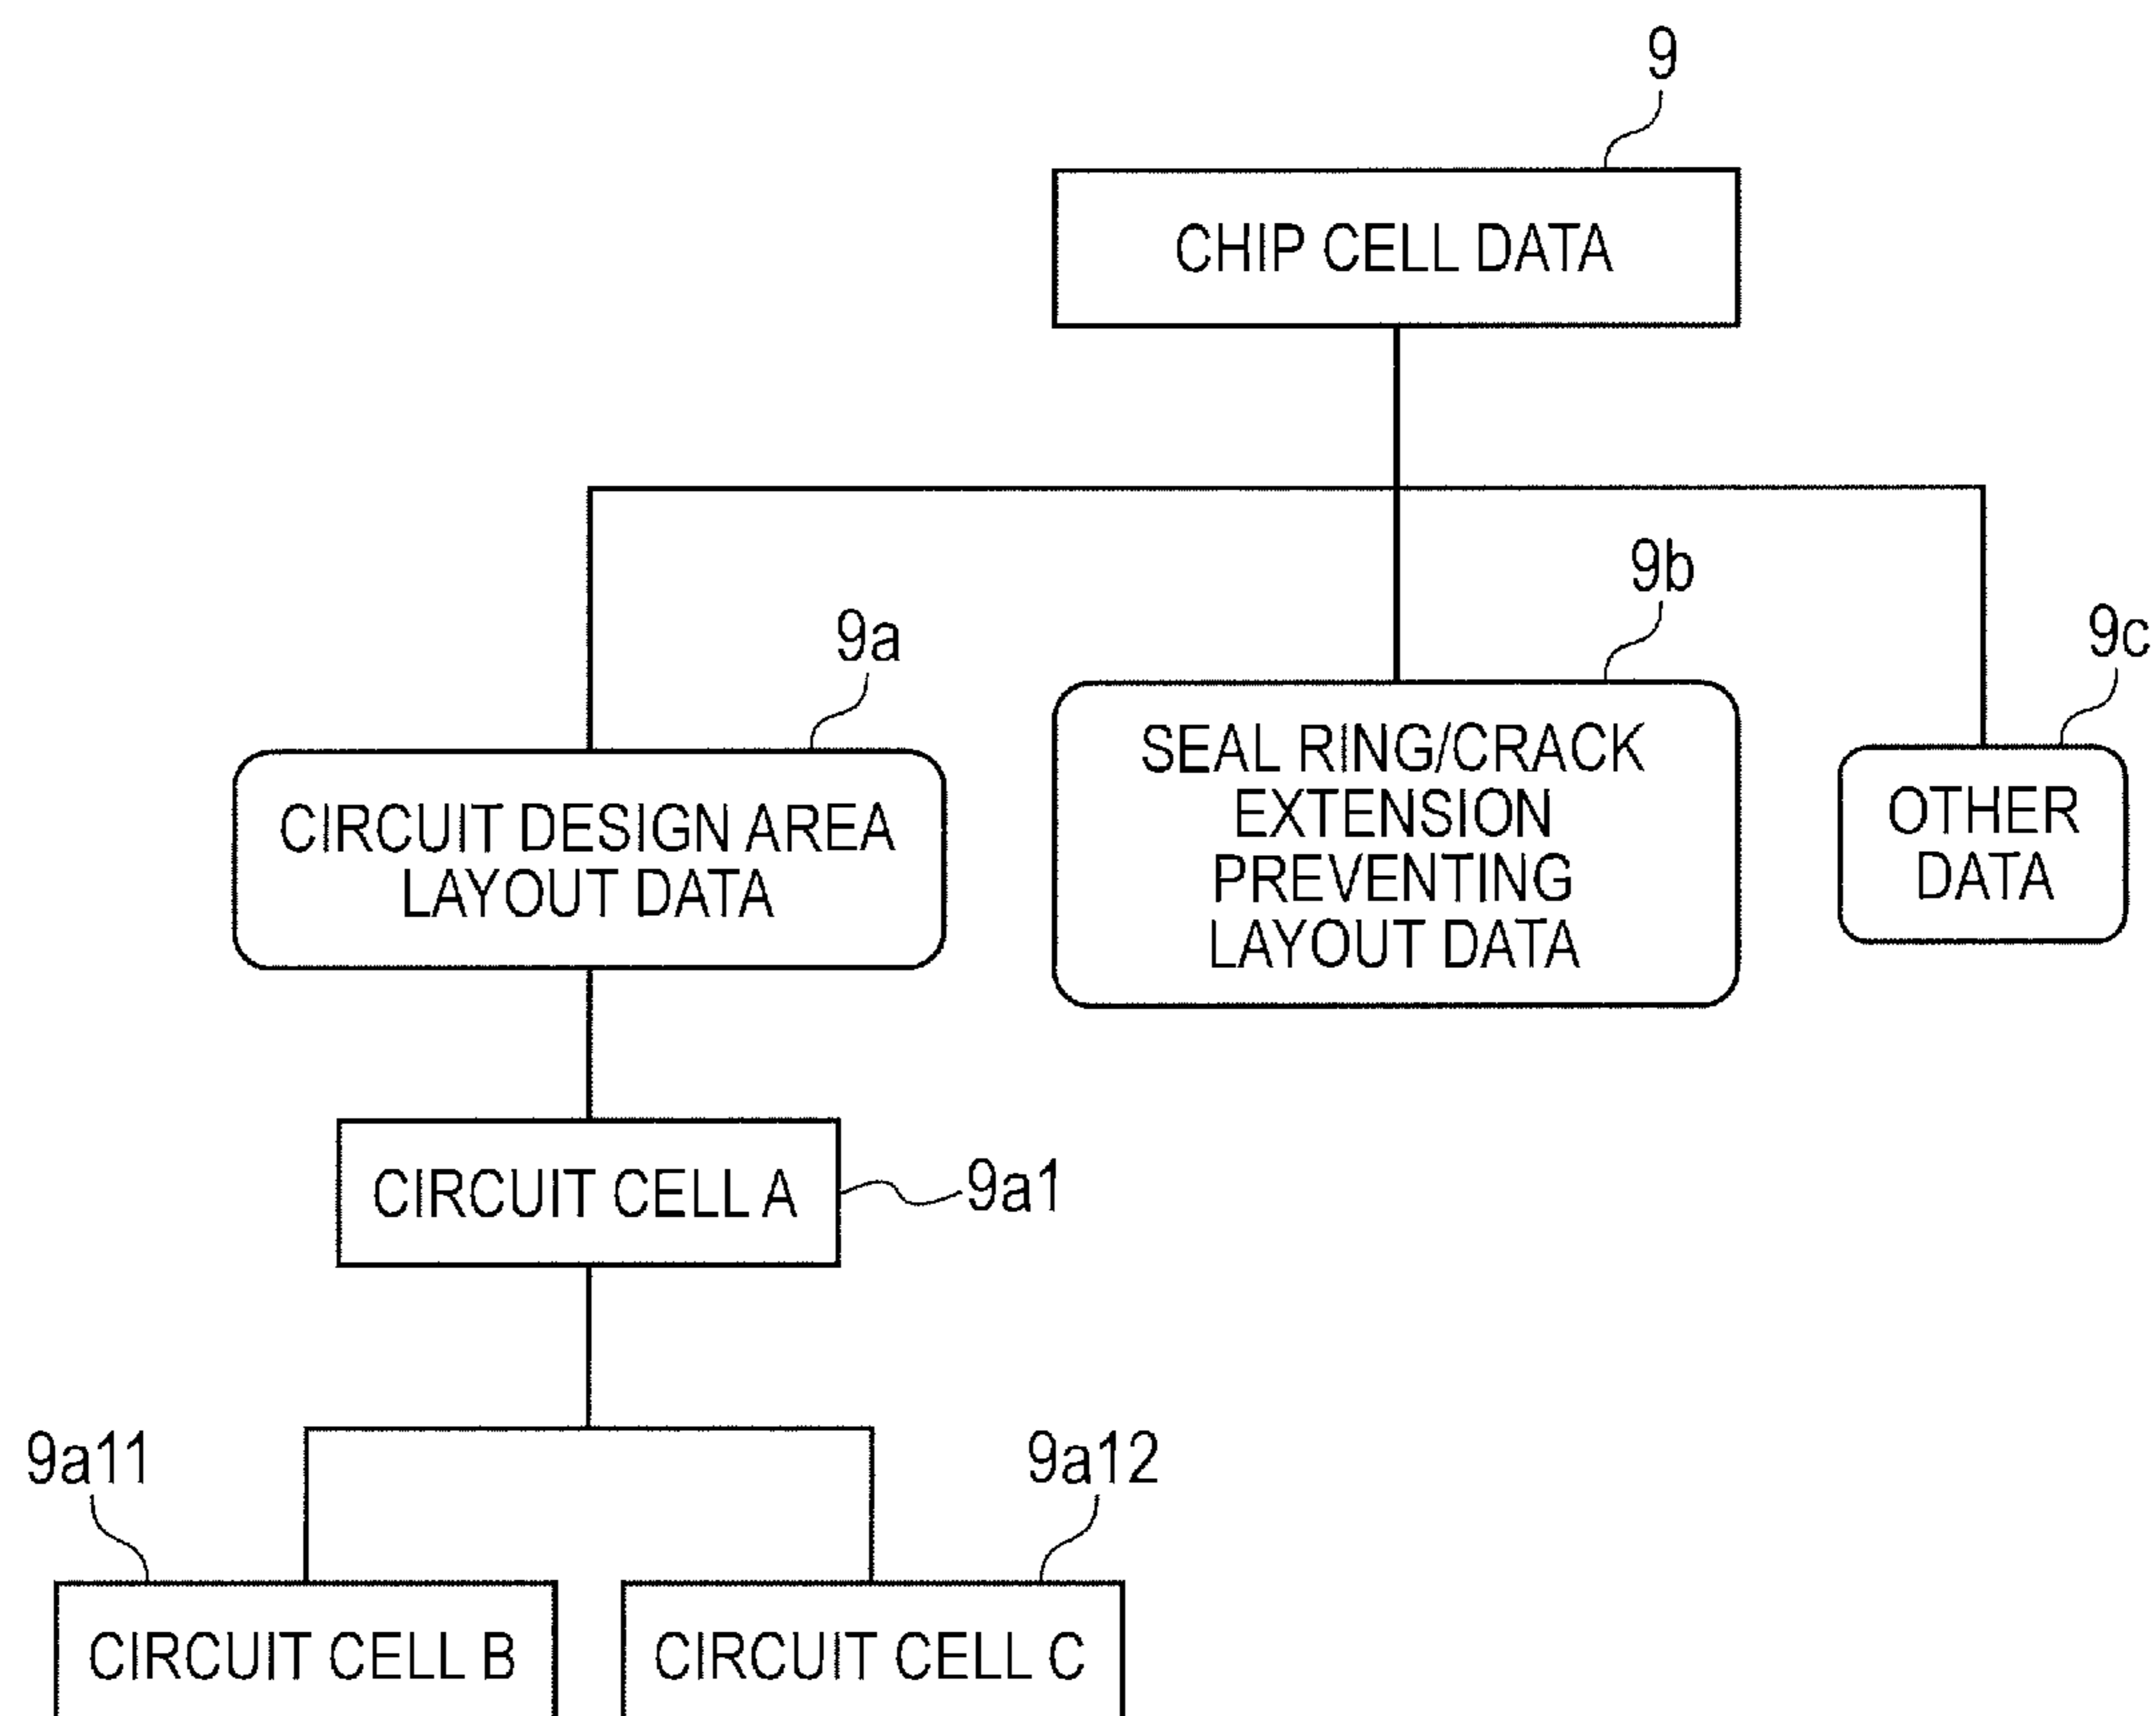 9
CHIP CELL DATA
9a
9b
9c
CIRCUIT DESIGN AREA
LAYOUT DATA
SEAL RING/CRACK
EXTENSION
PREVENTING
LAYOUT DATA
OTHER
DATA
CIRCUIT CELL A
9a1
9a11
9a12
CIRCUIT CELL B
CIRCUIT CELL C